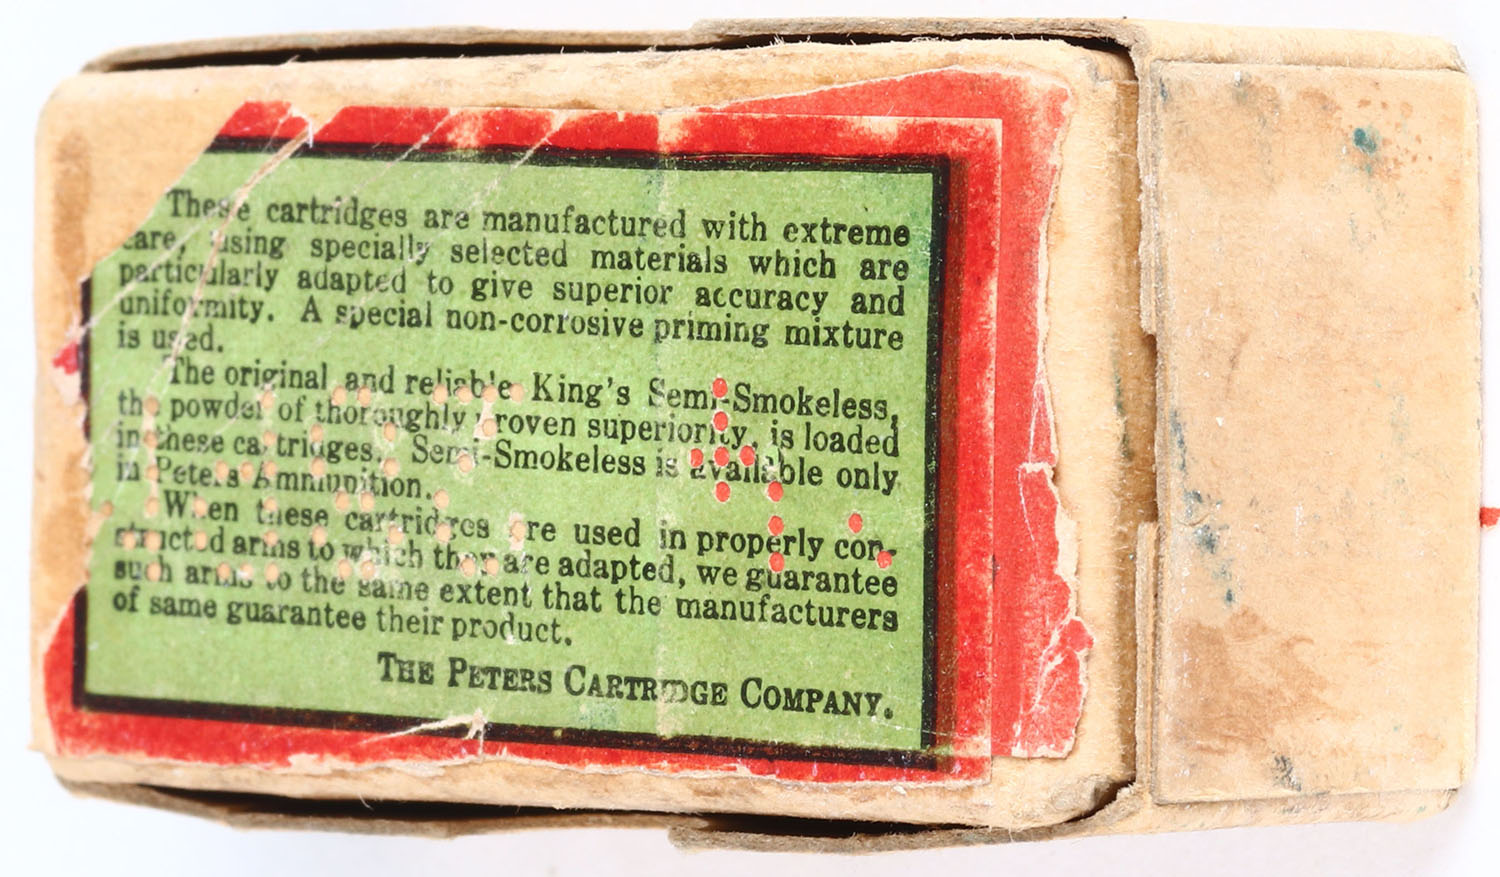 These cartridges are manufactured with extreme
care, using specially selected materials which are
particularly adapted to give superior accuracy and
uniformity. A special non-corrosive priming mixture
is used.
The original and reliable King's Semi-Smokeless,
the powder of thoroughly proven superiority, is loaded
in these cartridges. Semi-Smokeless is available only
in Peters Ammunition.
When these cartridges are used in properly con-
structed arms to which they are adapted, we guarantee
such arms to the same extent that the manufacturers
of same guarantee their product.
THE PETERS CARTRIDGE COMPANY.